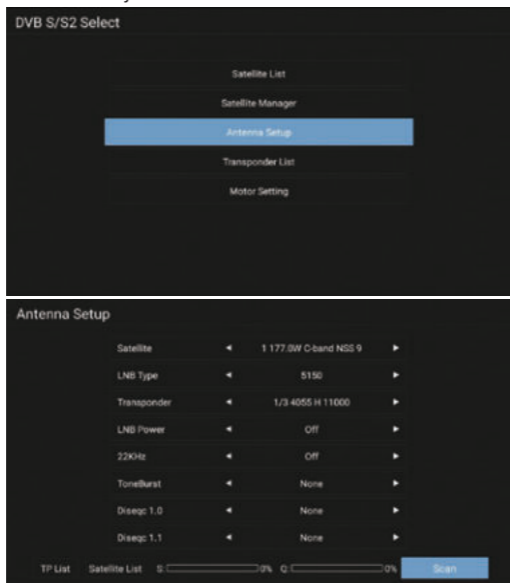 DVB S/S2 Select
Satellite List
Satellite Manager
Antenna Setup
Transponder List
Motor Setting
Antenna Setup
Satellite ◄ 1 177.0W C-band NSS 9 ►
LNB Type ◄ 5150 ►
Transponder ◄ 1/3 4055 H 11000 ►
LNB Power ◄ Off ►
22KHz ◄ Off ►
ToneBurst ◄ None ►
Diseqc 1.0 ◄ None ►
Diseqc 1.1 ◄ None ►
TP List Satellite List S: 0% Q: 0% Scan